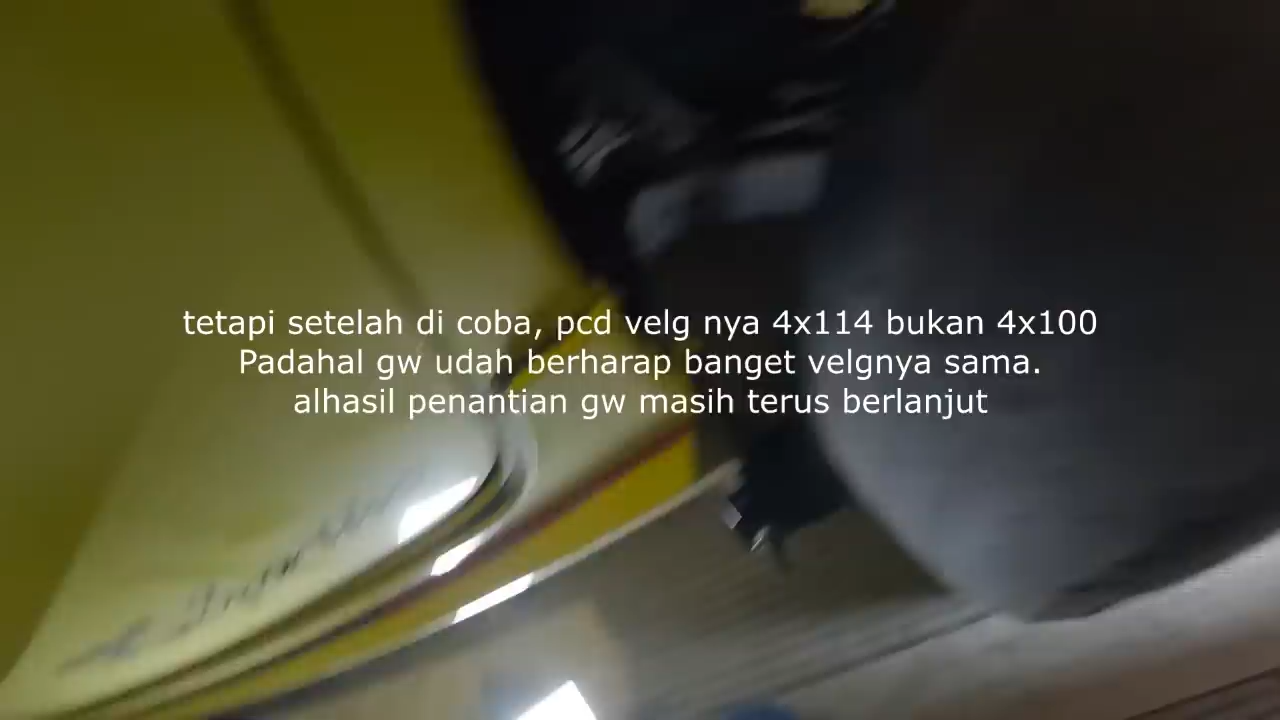 tetapi setelah di coba, pcd velg nya 4x114 bukan 4x100
Padahal gw udah berharap banget velgnya sama.
alhasil penantian gw masih terus berlanjut